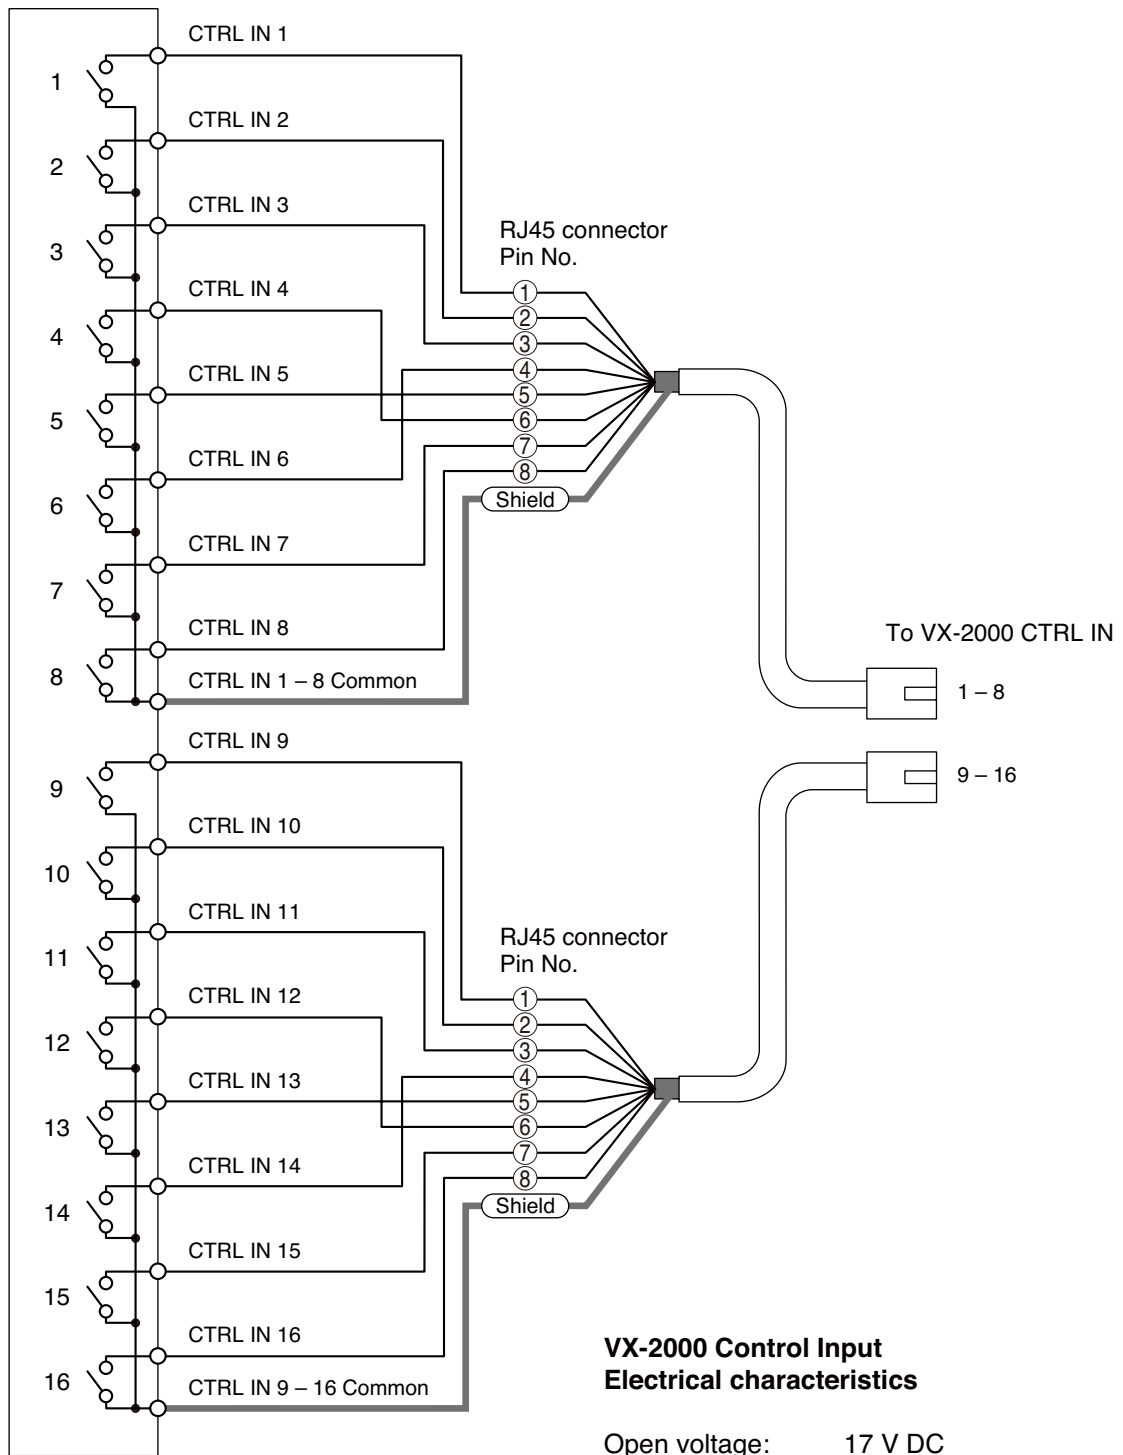 CTRL IN 1
1
CTRL IN 2
2
CTRL IN 3
3
RJ45 connector
Pin No.
CTRL IN 4
4
CTRL IN 5
5
CTRL IN 6
6
CTRL IN 7
7
CTRL IN 8
8
CTRL IN 1 – 8 Common
1
2
3
4
5
6
7
8
Shield
To VX-2000 CTRL IN
1 – 8
9 – 16
CTRL IN 9
9
CTRL IN 10
10
CTRL IN 11
11
RJ45 connector
Pin No.
CTRL IN 12
12
CTRL IN 13
13
CTRL IN 14
14
CTRL IN 15
15
CTRL IN 16
16
CTRL IN 9 – 16 Common
1
2
3
4
5
6
7
8
Shield
VX-2000 Control Input
Electrical characteristics
Open voltage: 17 V DC